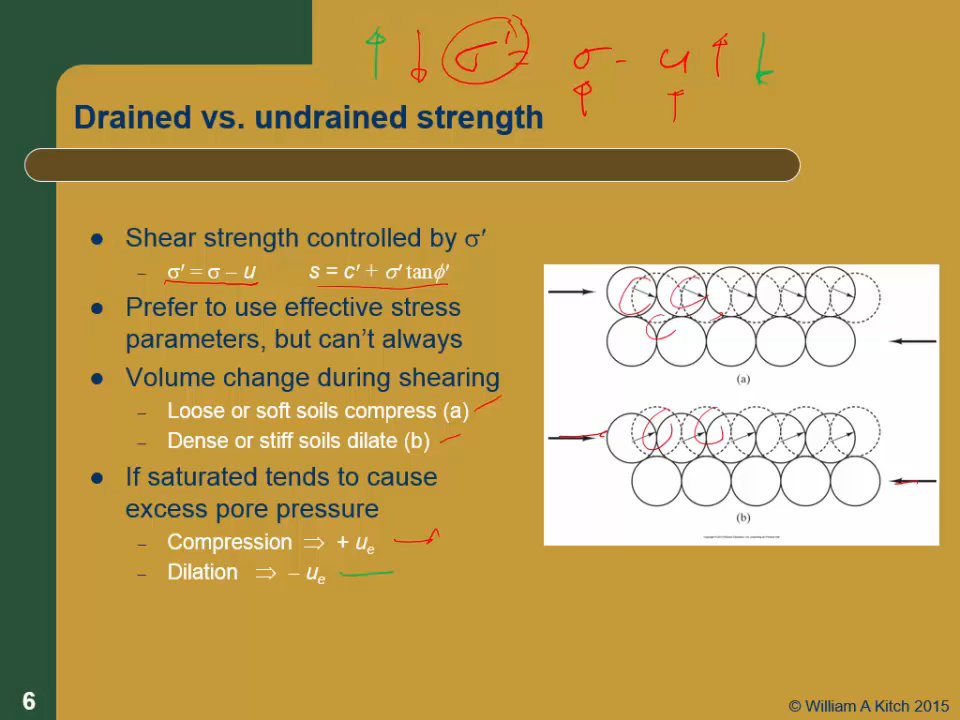 σ' = σ - u
Drained vs. undrained strength
Shear strength controlled by σ′
– σ′ = σ – u s = c′ + σ′ tanϕ′
Prefer to use effective stress
parameters, but can't always
Volume change during shearing
– Loose or soft soils compress (a)
– Dense or stiff soils dilate (b)
If saturated tends to cause
excess pore pressure
– Compression ⇒ + uₑ
– Dilation ⇒ – uₑ
(a)
(b)
6
© William A Kitch 2015